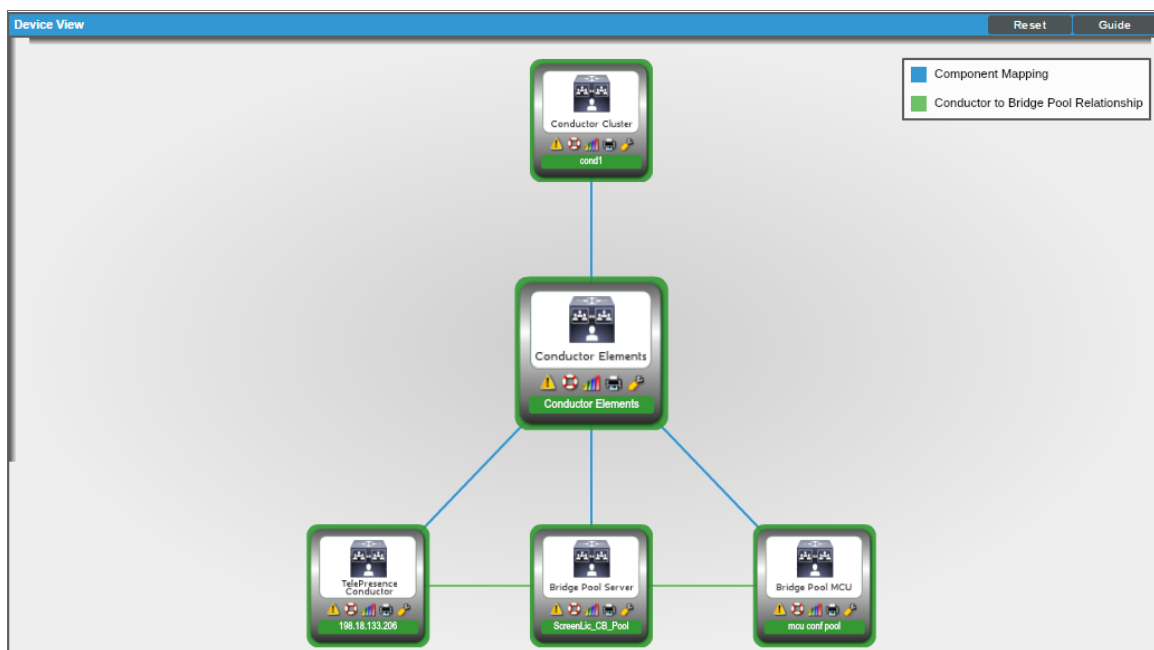 Device View
Reset
Guide
Component Mapping
Conductor to Bridge Pool Relationship
Conductor Cluster
cond1
Conductor Elements
Conductor Elements
TelePresence
Conductor
198.18.133.206
Bridge Pool Server
ScreenLic_CB_Pool
Bridge Pool MCU
mcu conf pool